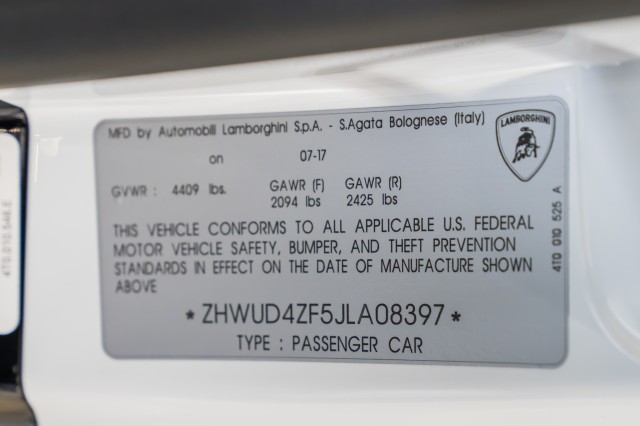 MFD by Automobili Lamborghini S.p.A. - S.Agata Bolognese (Italy)
on 07-17
GVWR : 4409 lbs. GAWR (F) GAWR (R)
2094 lbs 2425 lbs
THIS VEHICLE CONFORMS TO ALL APPLICABLE U.S. FEDERAL
MOTOR VEHICLE SAFETY, BUMPER, AND THEFT PREVENTION
STANDARDS IN EFFECT ON THE DATE OF MANUFACTURE SHOWN
ABOVE
* ZHWUD4ZF5JLA08397 *
TYPE : PASSENGER CAR
LAMBORGHINI
4T0 010 525 A